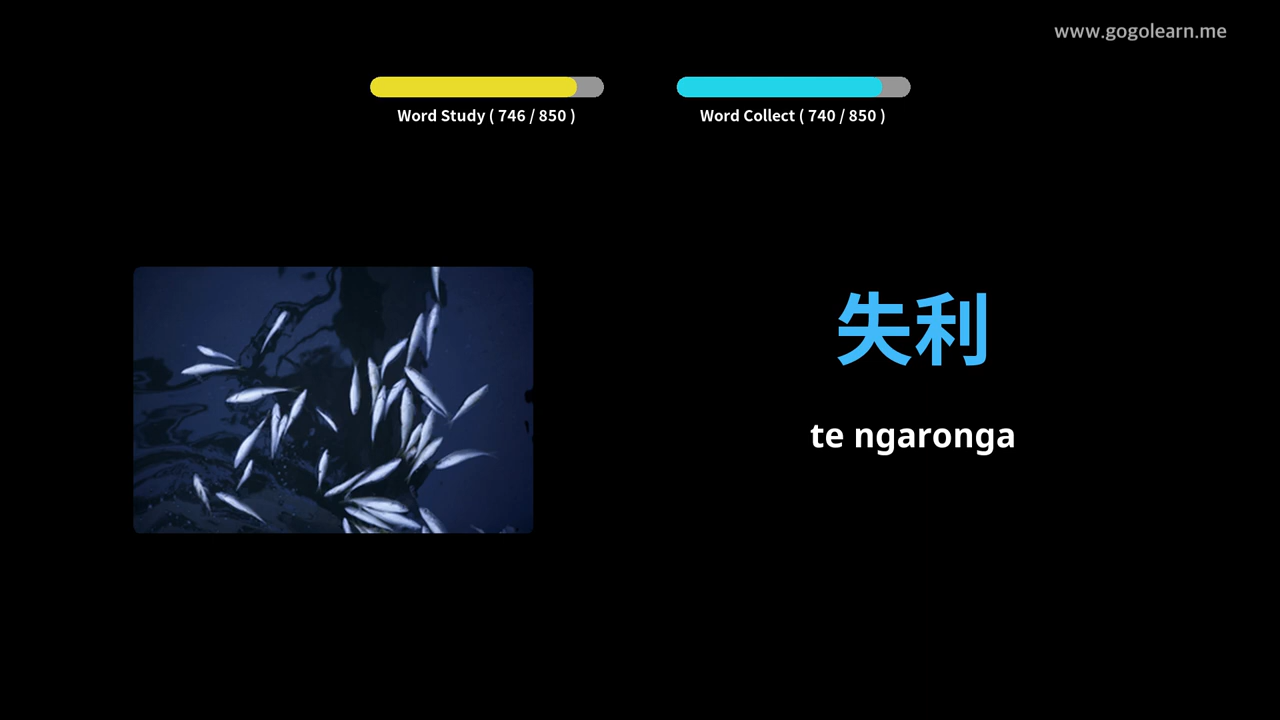 www.gogolearn.me
Word Study ( 746 / 850 )
Word Collect ( 740 / 850 )
失利
te ngaronga